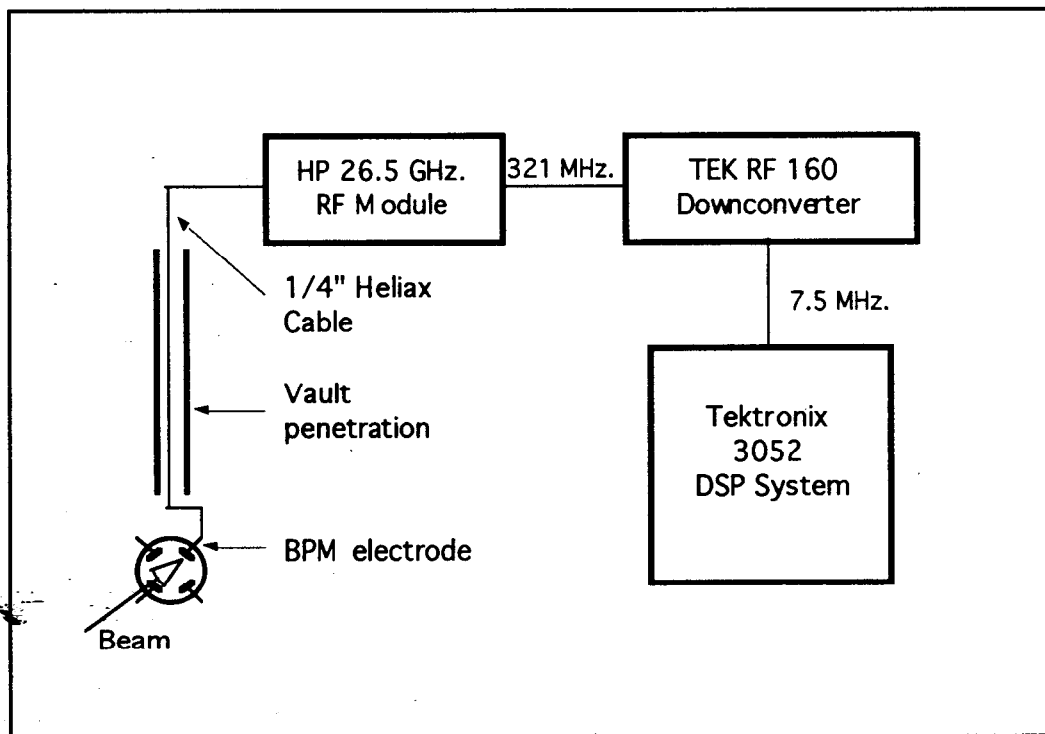 HP 26.5 GHz.
RF Module
321 MHz.
TEK RF 160
Downconverter
1/4" Heliax
Cable
7.5 MHz.
Vault
penetration
Tektronix
3052
DSP System
BPM electrode
Beam